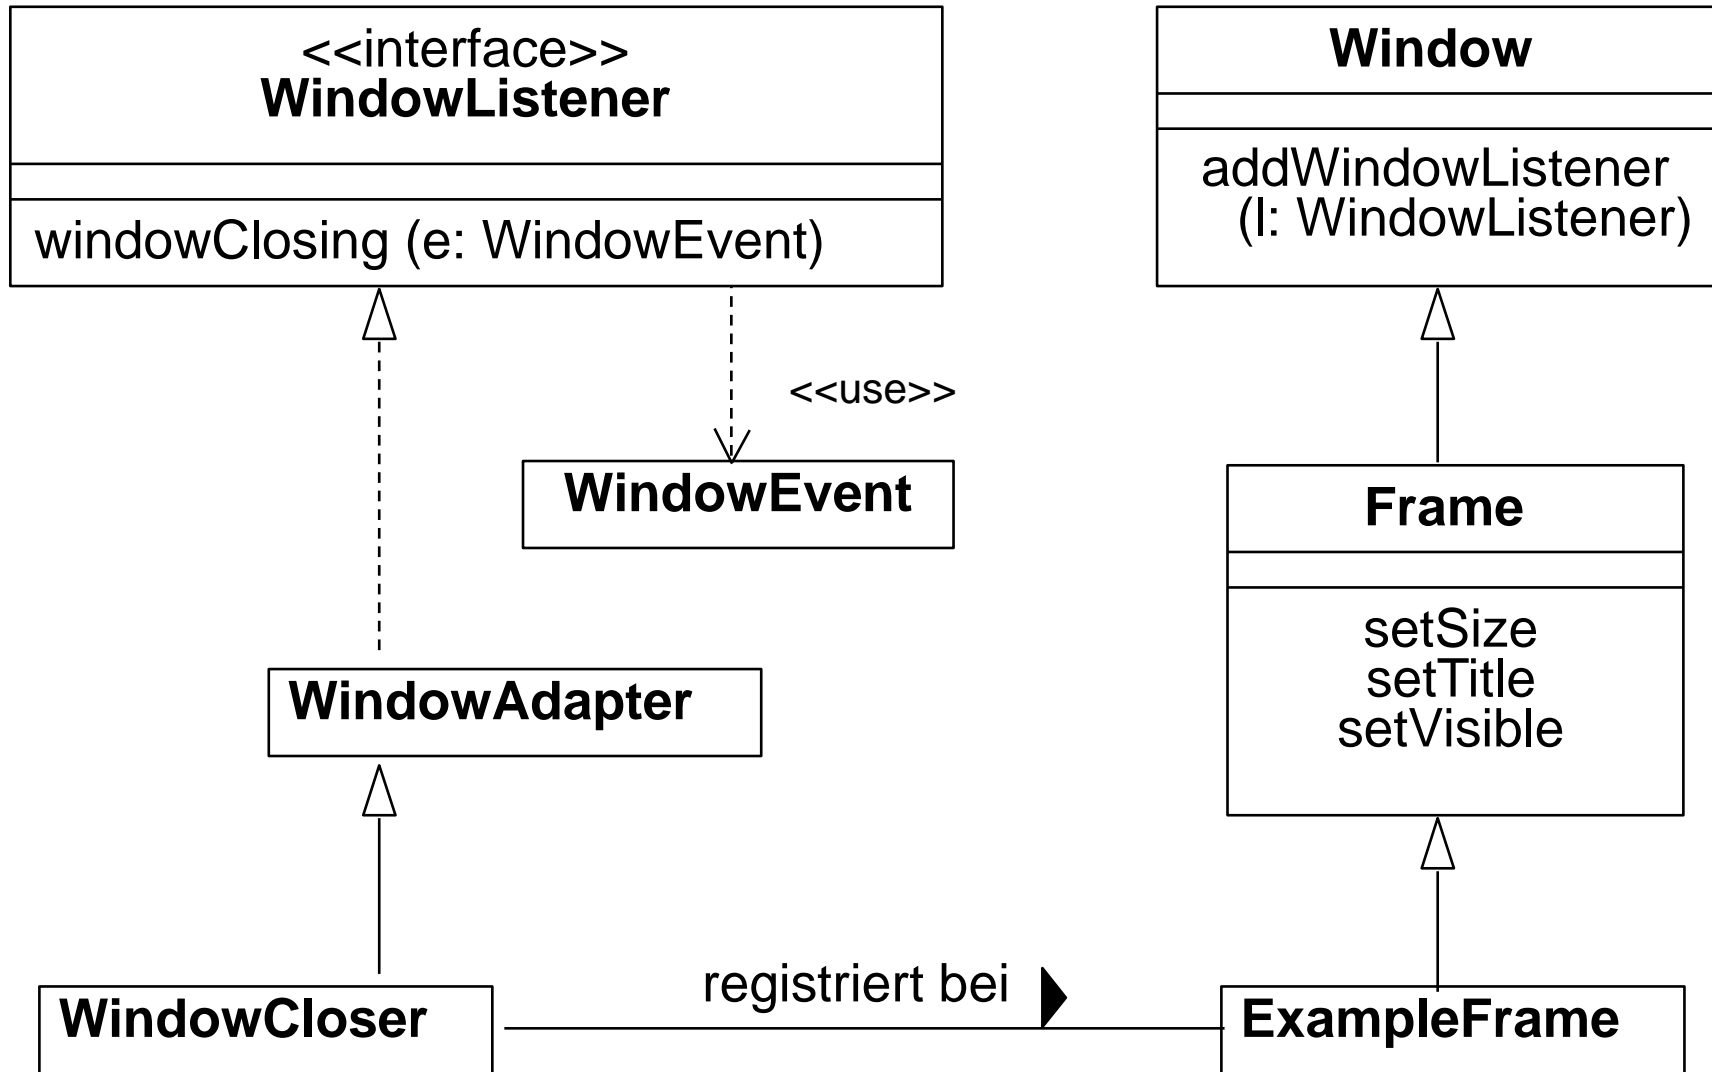 <<interface>>
WindowListener
windowClosing (e: WindowEvent)
Window
addWindowListener
(l: WindowListener)
<<use>>
WindowEvent
Frame
setSize
setTitle
setVisible
WindowAdapter
registriert bei
WindowCloser
ExampleFrame